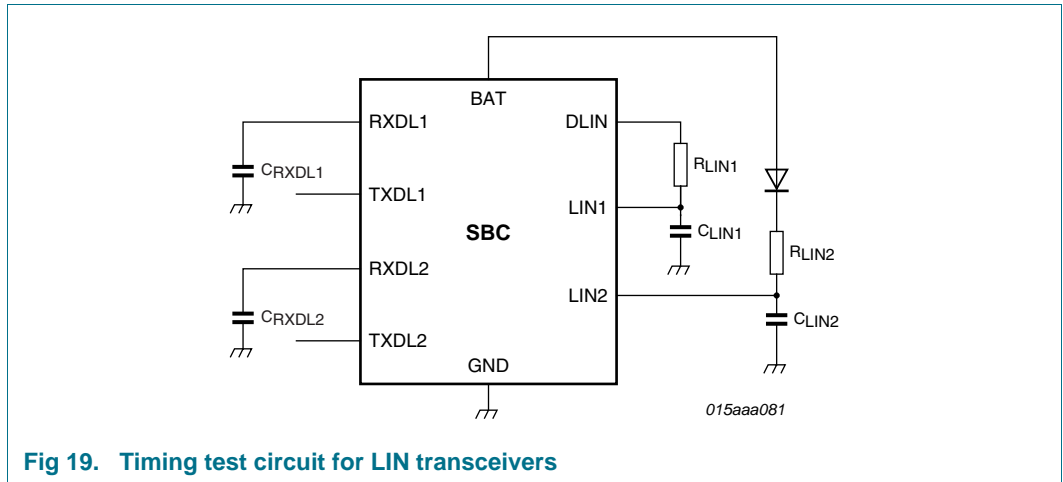 BAT
RXDL1
DLIN
CRXDL1
RLIN1
TXDL1
LIN1
SBC
CLIN1
RLIN2
RXDL2
LIN2
CRXDL2
CLIN2
TXDL2
GND
015aaa081
Fig 19. Timing test circuit for LIN transceivers